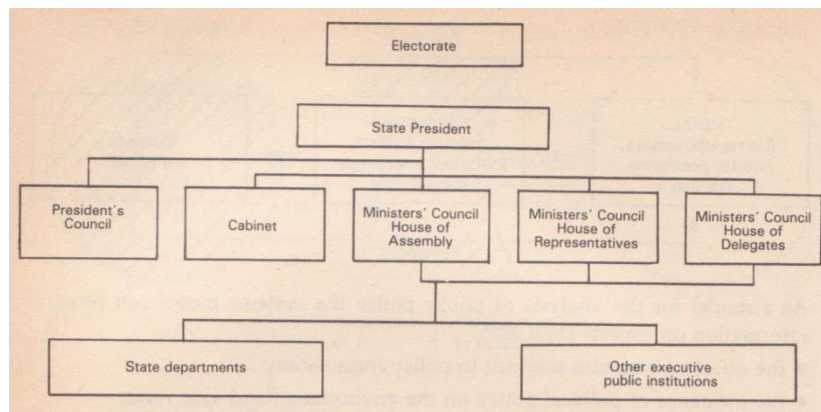 Electorate
State President
President's
Council
Cabinet
Ministers' Council
House of
Assembly
Ministers' Council
House of
Representatives
Ministers' Council
House of
Delegates
State departments
Other executive
public institutions